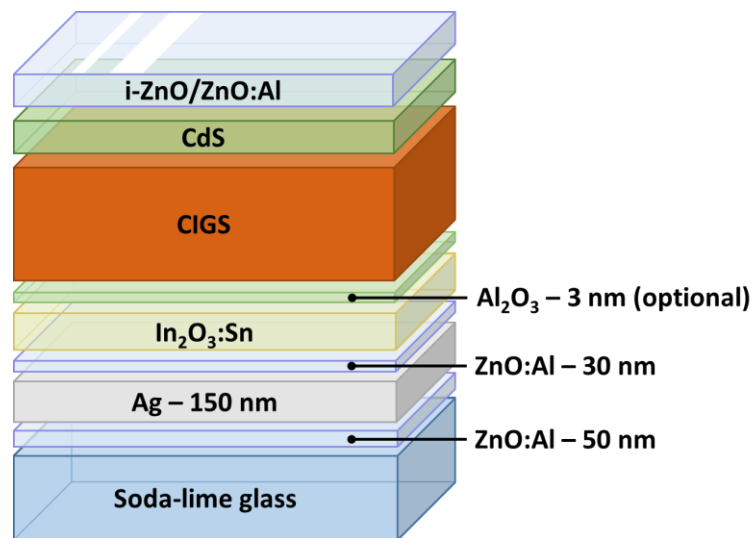 i-ZnO/ZnO:Al
CdS
CIGS
Al₂O₃ – 3 nm (optional)
In₂O₃:Sn
ZnO:Al – 30 nm
Ag – 150 nm
ZnO:Al – 50 nm
Soda-lime glass